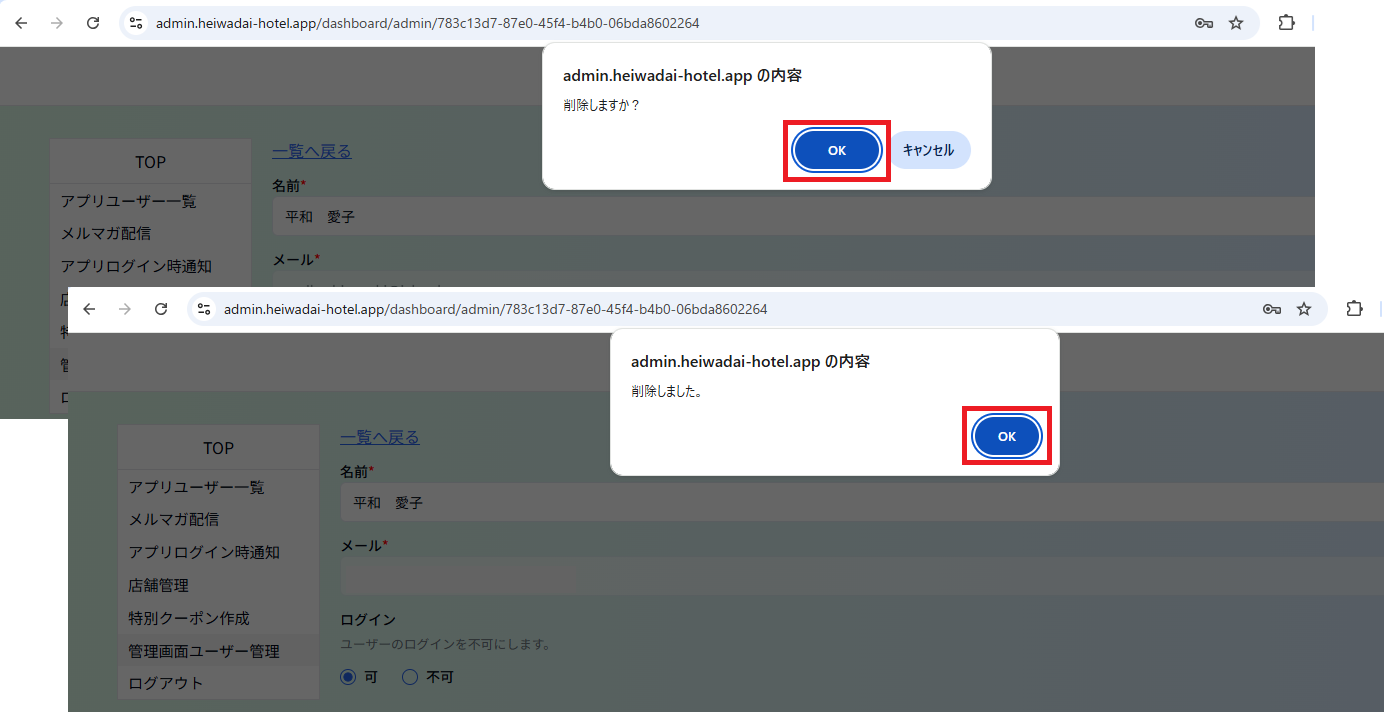 admin.heiwadai-hotel.app/dashboard/admin/783c13d7-87e0-45f4-b4b0-06bda8602264
admin.heiwadai-hotel.app の内容
削除しますか？
OK
キャンセル
TOP
アプリユーザー一覧
メルマガ配信
アプリログイン時通知
一覧へ戻る
名前*
平和　愛子
メール*
admin.heiwadai-hotel.app/dashboard/admin/783c13d7-87e0-45f4-b4b0-06bda8602264
admin.heiwadai-hotel.app の内容
削除しました。
OK
TOP
アプリユーザー一覧
メルマガ配信
アプリログイン時通知
店舗管理
特別クーポン作成
管理画面ユーザー管理
ログアウト
一覧へ戻る
名前*
平和　愛子
メール*
ログイン
ユーザーのログインを不可にします。
可
不可